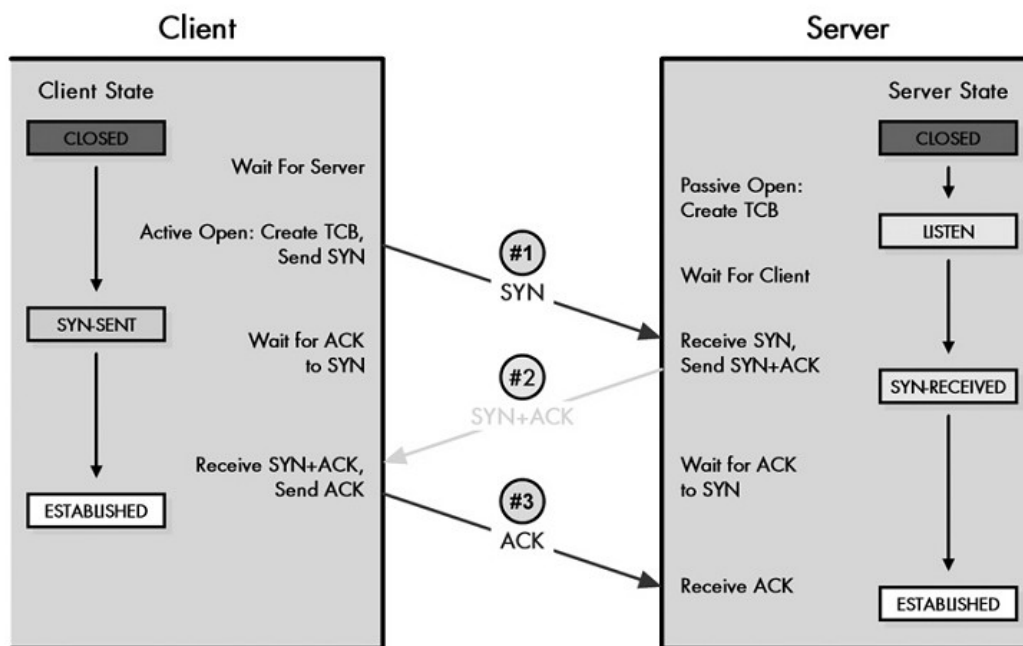 Client
Server
Client State
CLOSED
Wait For Server
Active Open: Create TCB,
Send SYN
SYN-SENT
Wait for ACK
to SYN
Receive SYN+ACK,
Send ACK
ESTABLISHED
#1
SYN
#2
SYN+ACK
#3
ACK
Server State
CLOSED
Passive Open:
Create TCB
LISTEN
Wait For Client
Receive SYN,
Send SYN+ACK
SYN-RECEIVED
Wait for ACK
to SYN
Receive ACK
ESTABLISHED